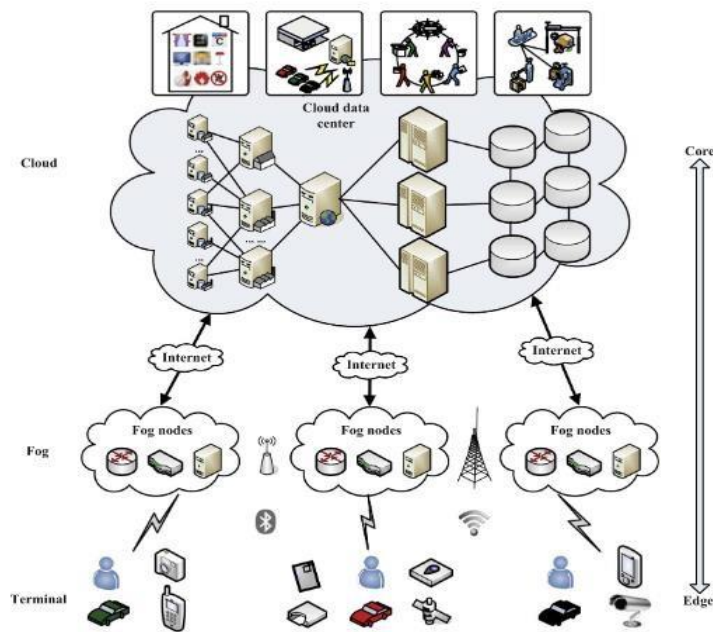 Cloud data
center
Cloud
Core
...
...
... ...
Internet
Internet
Internet
Fog nodes
Fog nodes
Fog nodes
Fog
Terminal
Edge